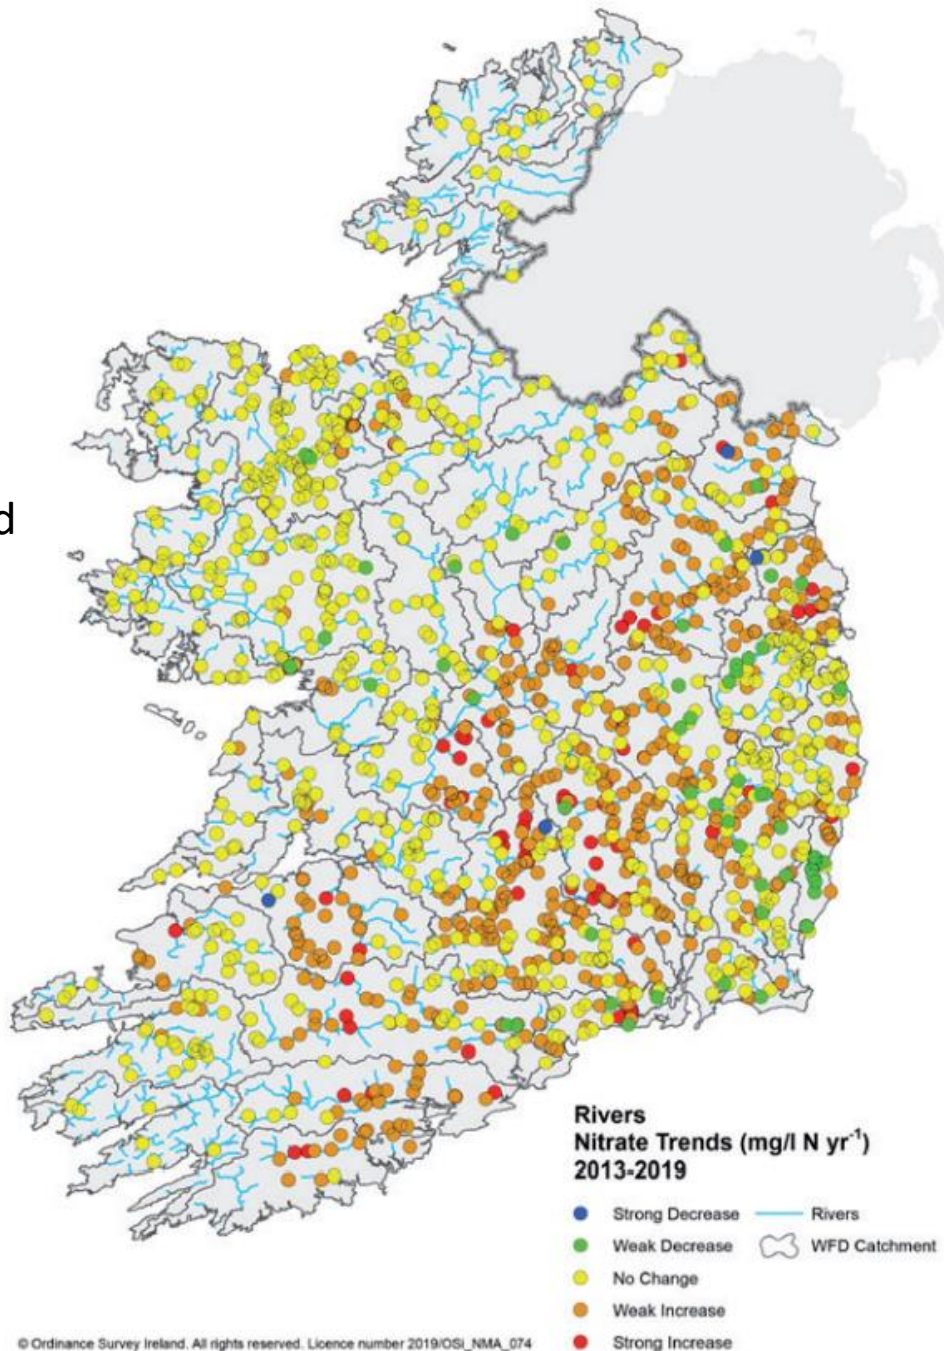 d
Rivers
Nitrate Trends (mg/l N yr⁻¹)
2013-2019
Strong Decrease
Rivers
Weak Decrease
WFD Catchment
No Change
Weak Increase
Strong Increase
© Ordinance Survey Ireland. All rights reserved. Licence number 2019/OSi_NMA_074